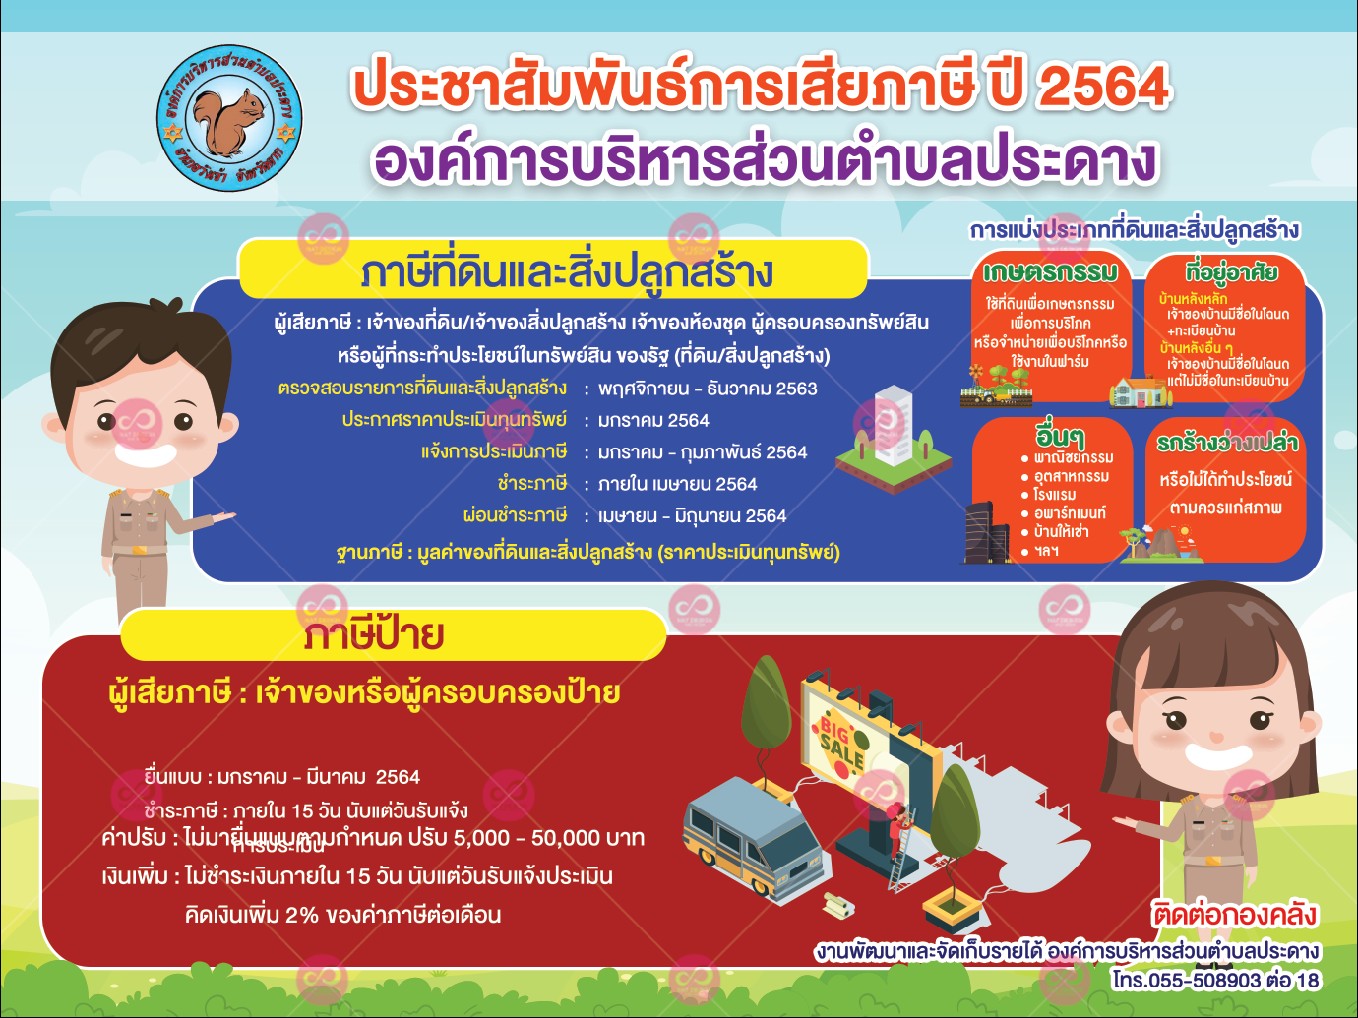 องค์การบริหารส่วนตำบลประดาง
อำเภอวังเจ้า จังหวัดตาก
ประชาสัมพันธ์การเสียภาษี ปี 2564
องค์การบริหารส่วนตำบลประดาง
ภาษีที่ดินและสิ่งปลูกสร้าง
ผู้เสียภาษี : เจ้าของที่ดิน/เจ้าของสิ่งปลูกสร้าง เจ้าของห้องชุด ผู้ครอบครองทรัพย์สิน
หรือผู้ที่กระทำประโยชน์ในทรัพย์สิน ของรัฐ (ที่ดิน/สิ่งปลูกสร้าง)
ตรวจสอบรายการที่ดินและสิ่งปลูกสร้าง : พฤศจิกายน - ธันวาคม 2563
ประกาศราคาประเมินทุนทรัพย์ : มกราคม 2564
แจ้งการประเมินภาษี : มกราคม - กุมภาพันธ์ 2564
ชำระภาษี : ภายใน เมษายน 2564
ผ่อนชำระภาษี : เมษายน - มิถุนายน 2564
ฐานภาษี : มูลค่าของที่ดินและสิ่งปลูกสร้าง (ราคาประเมินทุนทรัพย์)
การแบ่งประเภทที่ดินและสิ่งปลูกสร้าง
เกษตรกรรม
ใช้ที่ดินเพื่อเกษตรกรรม
เพื่อการบริโภค
หรือจำหน่ายเพื่อบริโภคหรือ
ใช้งานในฟาร์ม
ที่อยู่อาศัย
บ้านหลังหลัก
เจ้าของบ้านมีชื่อในโฉนด
+ทะเบียนบ้าน
บ้านหลังอื่น ๆ
เจ้าของบ้านมีชื่อในโฉนด
แต่ไม่มีชื่อในทะเบียนบ้าน
อื่นๆ
• พาณิชยกรรม
• อุตสาหกรรม
• โรงแรม
• อพาร์ทเมนท์
• บ้านให้เช่า
• ฯลฯ
รกร้างว่างเปล่า
หรือไม่ได้ทำประโยชน์
ตามควรแก่สภาพ
ภาษีป้าย
ผู้เสียภาษี : เจ้าของหรือผู้ครอบครองป้าย
ยื่นแบบ : มกราคม - มีนาคม 2564
ชำระภาษี : ภายใน 15 วัน นับแต่วันรับแจ้ง
การประเมิน
ค่าปรับ : ไม่มายื่นแบบตามกำหนด ปรับ 5,000 - 50,000 บาท
เงินเพิ่ม : ไม่ชำระเงินภายใน 15 วัน นับแต่วันรับแจ้งประเมิน
คิดเงินเพิ่ม 2% ของค่าภาษีต่อเดือน
BIG
SALE
ติดต่อกองคลัง
งานพัฒนาและจัดเก็บรายได้ องค์การบริหารส่วนตำบลประดาง
โทร.055-508903 ต่อ 18